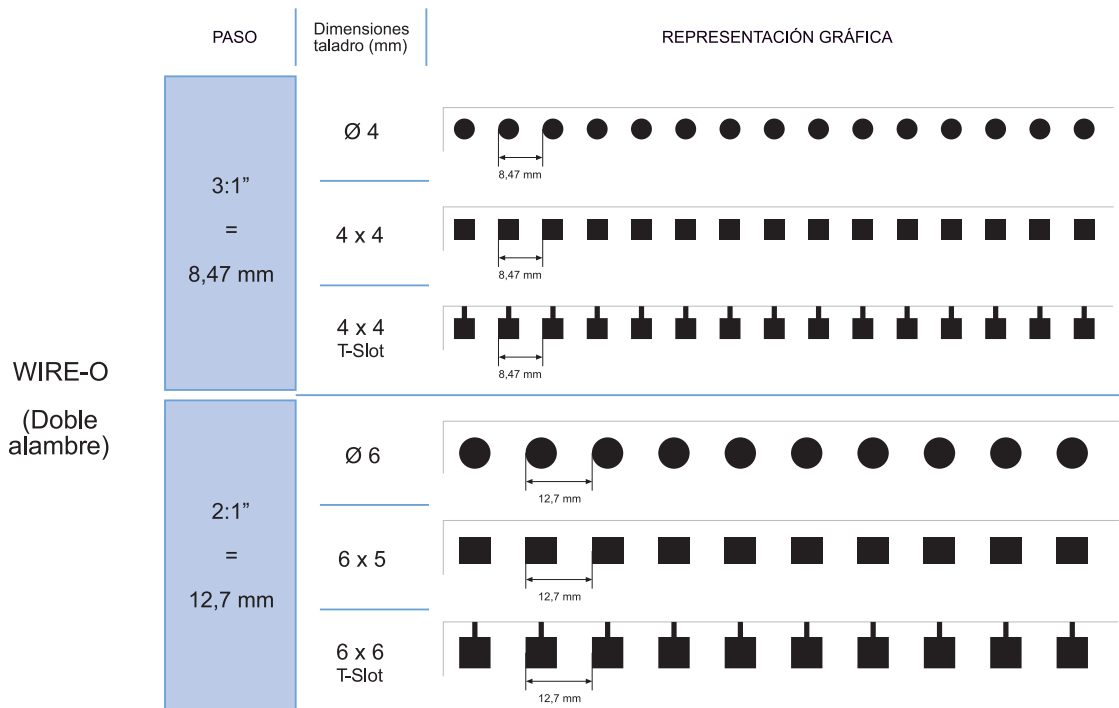 PASO
Dimensiones
taladro (mm)
REPRESENTACIÓN GRÁFICA
WIRE-O
(Doble
alambre)
3:1”
=
8,47 mm
Ø 4
8,47 mm
4 x 4
8,47 mm
4 x 4
T-Slot
8,47 mm
2:1”
=
12,7 mm
Ø 6
12,7 mm
6 x 5
12,7 mm
6 x 6
T-Slot
12,7 mm